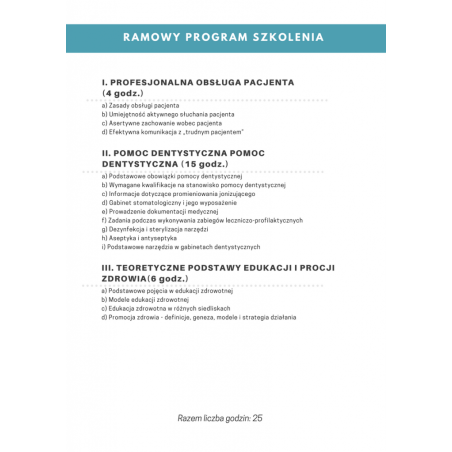 RAMOWY PROGRAM SZKOLENIA
I. PROFESJONALNA OBSŁUGA PACJENTA
(4 godz.)
a) Zasady obsługi pacjenta
b) Umiejętność aktywnego słuchania pacjenta
c) Asertywne zachowanie wobec pacjenta
d) Efektywna komunikacja z „trudnym pacjentem"
II. POMOC DENTYSTYCZNA POMOC
DENTYSTYCZNA (15 godz.)
a) Podstawowe obowiązki pomocy dentystycznej
b) Wymagane kwalifikacje na stanowisko pomocy dentystycznej
c) Informacje dotyczące promieniowania jonizującego
d) Gabinet stomatologiczny i jego wyposażenie
e) Prowadzenie dokumentacji medycznej
f) Zadania podczas wykonywania zabiegów leczniczo-profilaktycznych
g) Dezynfekcja i sterylizacja narzędzi
h) Aseptyka i antyseptyka
i) Podstawowe narzędzia w gabinetach dentystycznych
III. TEORETYCZNE PODSTAWY EDUKACJI I PROCJI
ZDROWIA(6 godz.)
a) Podstawowe pojęcia w edukacji zdrowotnej
b) Modele edukacji zdrowotnej
c) Edukacja zdrowotna w różnych siedliskach
d) Promocja zdrowia - definicje, geneza, modele i strategia działania
Razem liczba godzin: 25